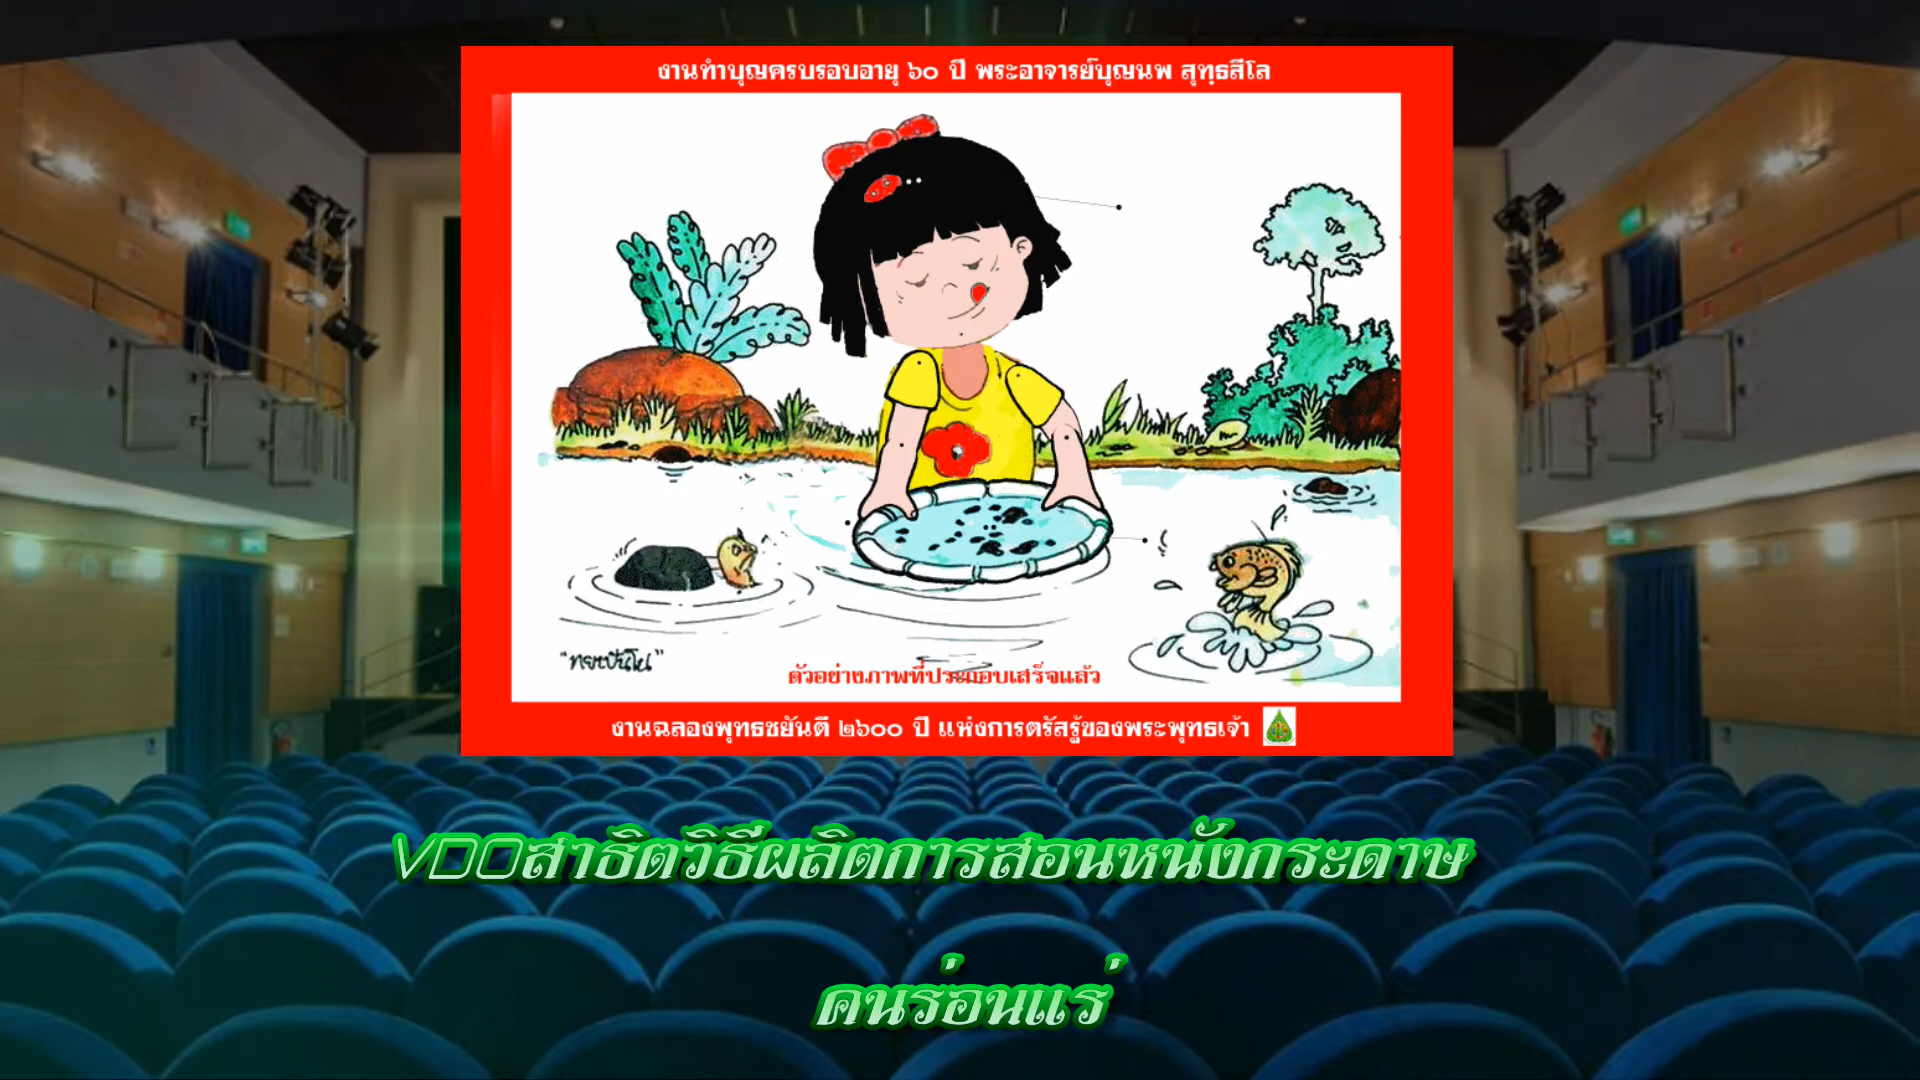 งานทำบุญครบรอบอายุ ๖๐ ปี พระอาจารย์บุญนพ สุทฺธสีโล
ตัวอย่างภาพที่ประกอบเสร็จแล้ว
งานฉลองพุทธชยันตี ๒๖๐๐ ปี แห่งการตรัสรู้ของพระพุทธเจ้า
VDOสาธิตวิธีผลิตการสอนหนังกระดาษ
คนร่อนแร่